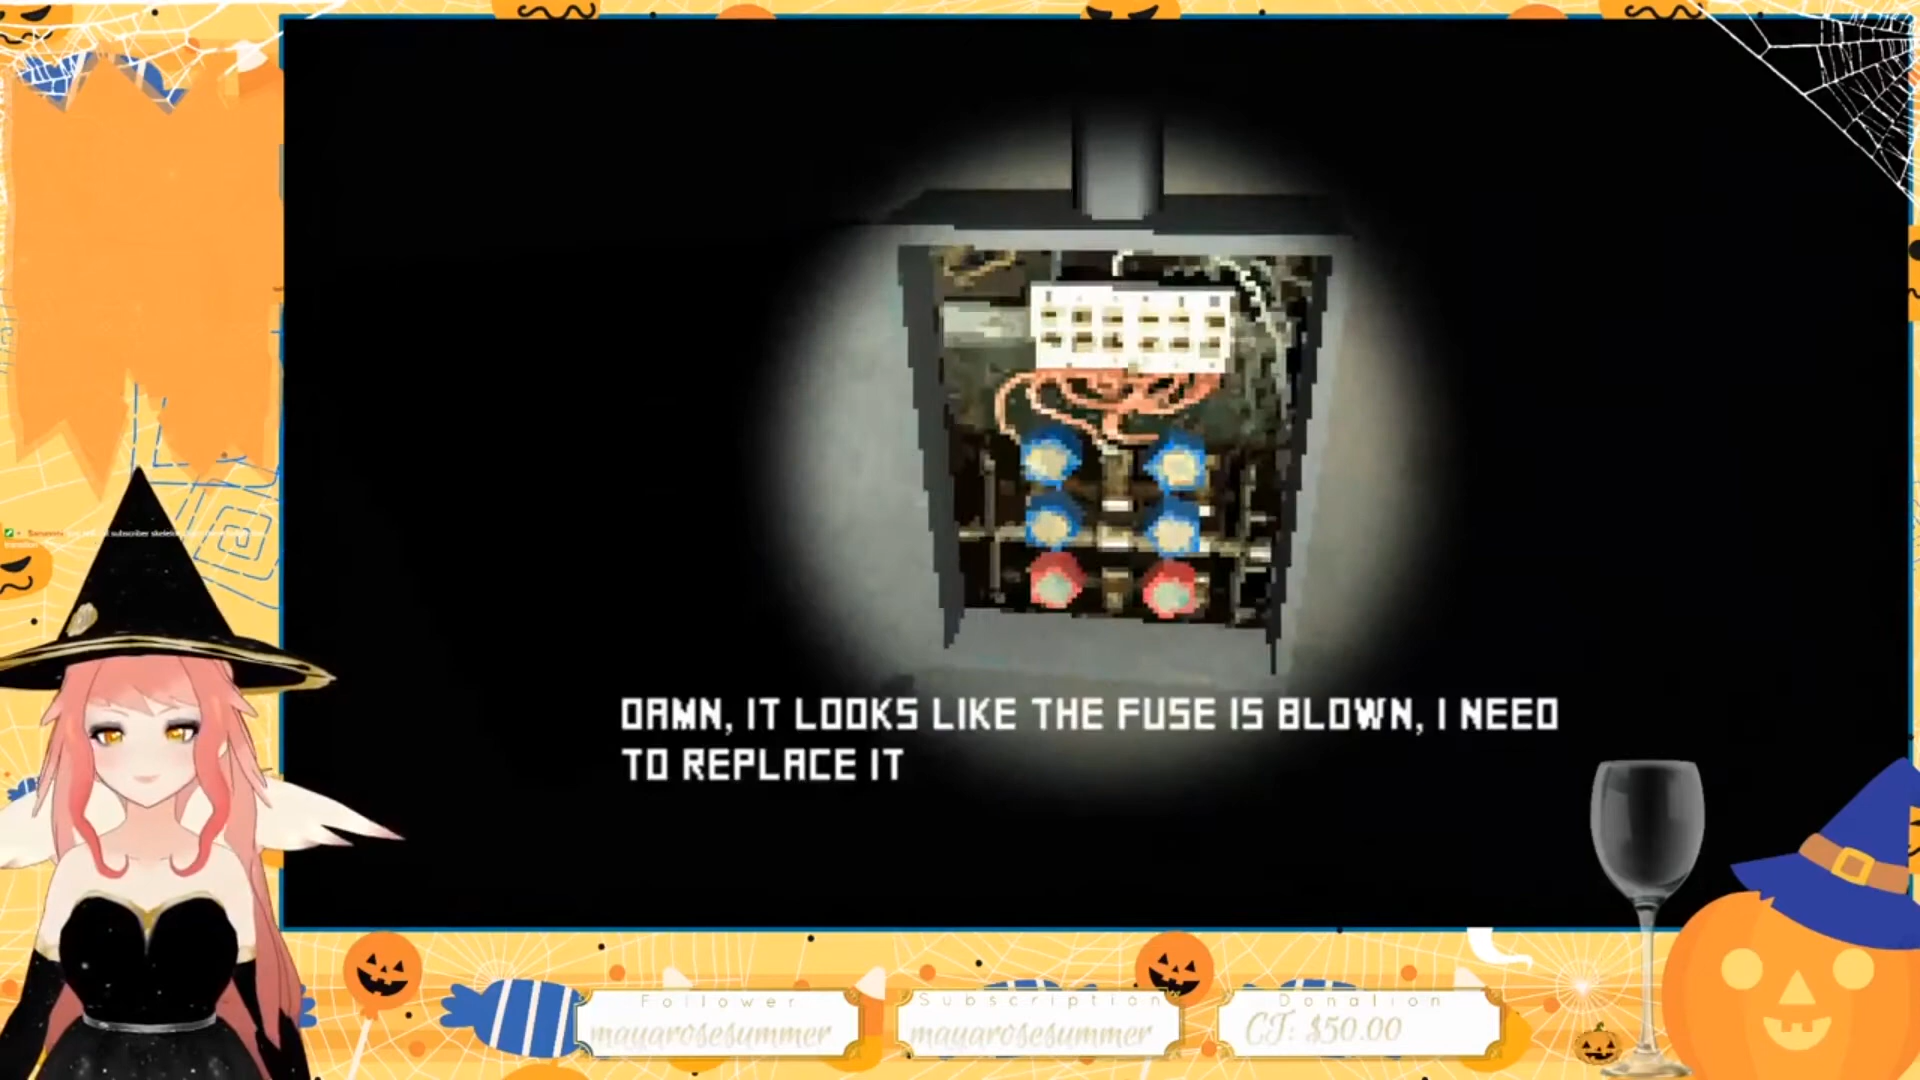 DAMN, IT LOOKS LIKE THE FUSE IS BLOWN, I NEED
TO REPLACE IT
subscriber
Follower
mayarosesummer
Subscription
mayarosesummer
Donation
CJ: $50.00